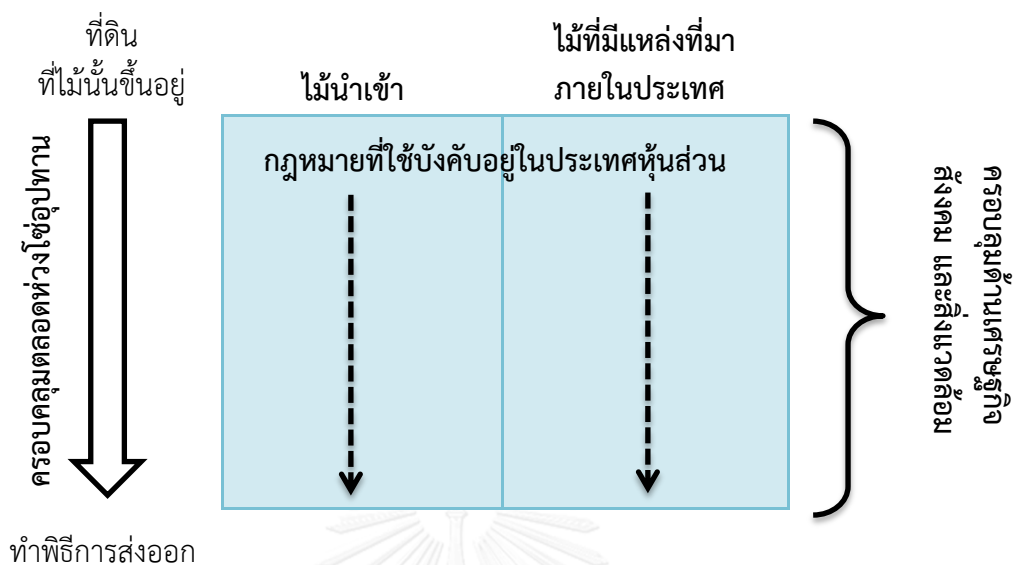 ที่ดิน
ที่ไม้นั้นขึ้นอยู่
ไม้นำเข้า
ไม้ที่มีแหล่งที่มา
ภายในประเทศ
กฎหมายที่ใช้บังคับอยู่ในประเทศหุ้นส่วน
ครอบคลุมตลอดห่วงโซ่อุปทาน
ครอบคลุมด้านเศรษฐกิจ
สังคม และสิ่งแวดล้อม
ทำพิธีการส่งออก